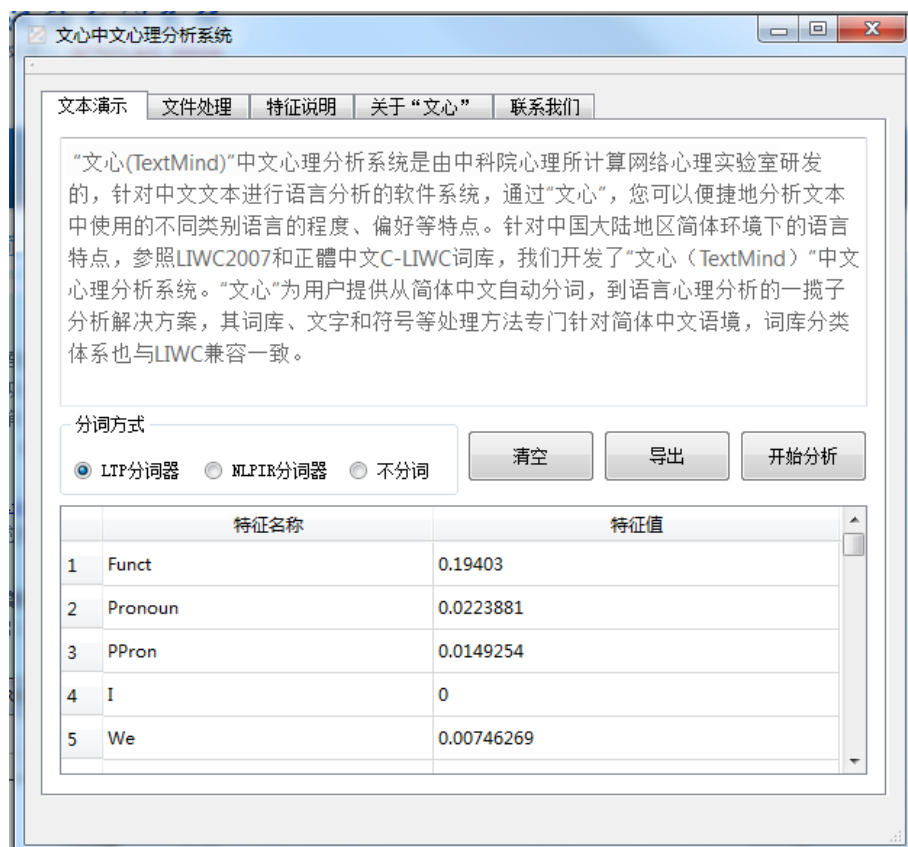 文心中文心理分析系统
文本演示 文件处理 特征说明 关于“文心” 联系我们
“文心(TextMind)”中文心理分析系统是由中科院心理所计算网络心理实验室研发
的，针对中文文本进行语言分析的软件系统，通过“文心”，您可以便捷地分析文本
中使用的不同类别语言的程度、偏好等特点。针对中国大陆地区简体环境下的语言
特点，参照LIWC2007和正體中文C-LIWC词库，我们开发了“文心（TextMind）”中文
心理分析系统。“文心”为用户提供从简体中文自动分词，到语言心理分析的一揽子
分析解决方案，其词库、文字和符号等处理方法专门针对简体中文语境，词库分类
体系也与LIWC兼容一致。
分词方式
LTP分词器 NLPIR分词器 不分词 清空 导出 开始分析
特征名称 特征值
1 Funct 0.19403
2 Pronoun 0.0223881
3 PPron 0.0149254
4 I 0
5 We 0.00746269